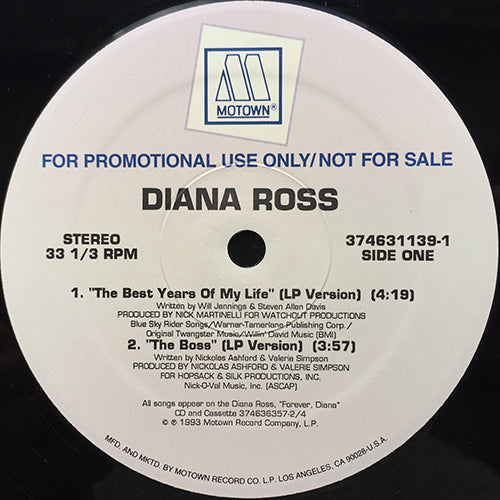 M
MOTOWN®
FOR PROMOTIONAL USE ONLY/NOT FOR SALE
DIANA ROSS
STEREO
33 1/3 RPM
374631139-1
SIDE ONE
1. "The Best Years Of My Life" (LP Version) (4:19)
Written by Will Jennings & Steven Allen Davis
PRODUCED BY NICK MARTINELLI FOR WATCHOUT PRODUCTIONS
Blue Sky Rider Songs/Warner-Tamerlane Publishing Corp./
Original Twangster Music/Willin' David Music (BMI)
2. "The Boss" (LP Version) (3:57)
Written by Nickolas Ashford & Valerie Simpson
PRODUCED BY NICKOLAS ASHFORD & VALERIE SIMPSON
FOR HOPSACK & SILK PRODUCTIONS, INC.
Nick-O-Val Music, Inc. (ASCAP)
All songs appear on the Diana Ross, "Forever, Diana"
CD and Cassette 374636357-2/4
© ℗ 1993 Motown Record Company, L.P.
MFD. AND MKTD. BY MOTOWN RECORD CO. L.P. LOS ANGELES, CA 90028-U.S.A.